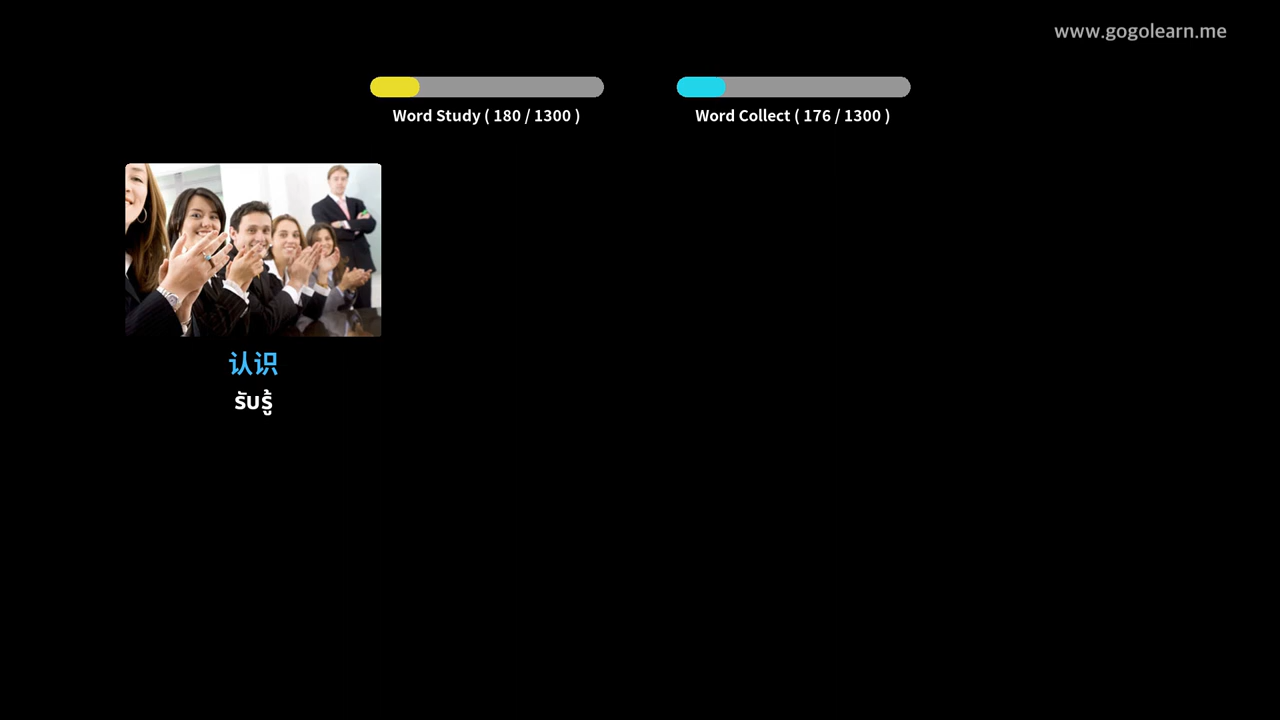 www.gogolearn.me
Word Study ( 180 / 1300 )
Word Collect ( 176 / 1300 )
认识
รับรู้